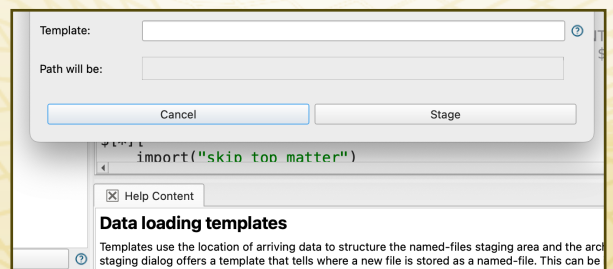 Template:
Path will be:
Cancel
Stage
$[*][
import("skip top matter")
Help Content
Data loading templates
Templates use the location of arriving data to structure the named-files staging area and the arc
staging dialog offers a template that tells where a new file is stored as a named-file. This can be